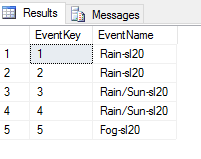 Results Messages
EventKey EventName
1 1 Rain-sl20
2 2 Rain-sl20
3 3 Rain/Sun-sl20
4 4 Rain/Sun-sl20
5 5 Fog-sl20